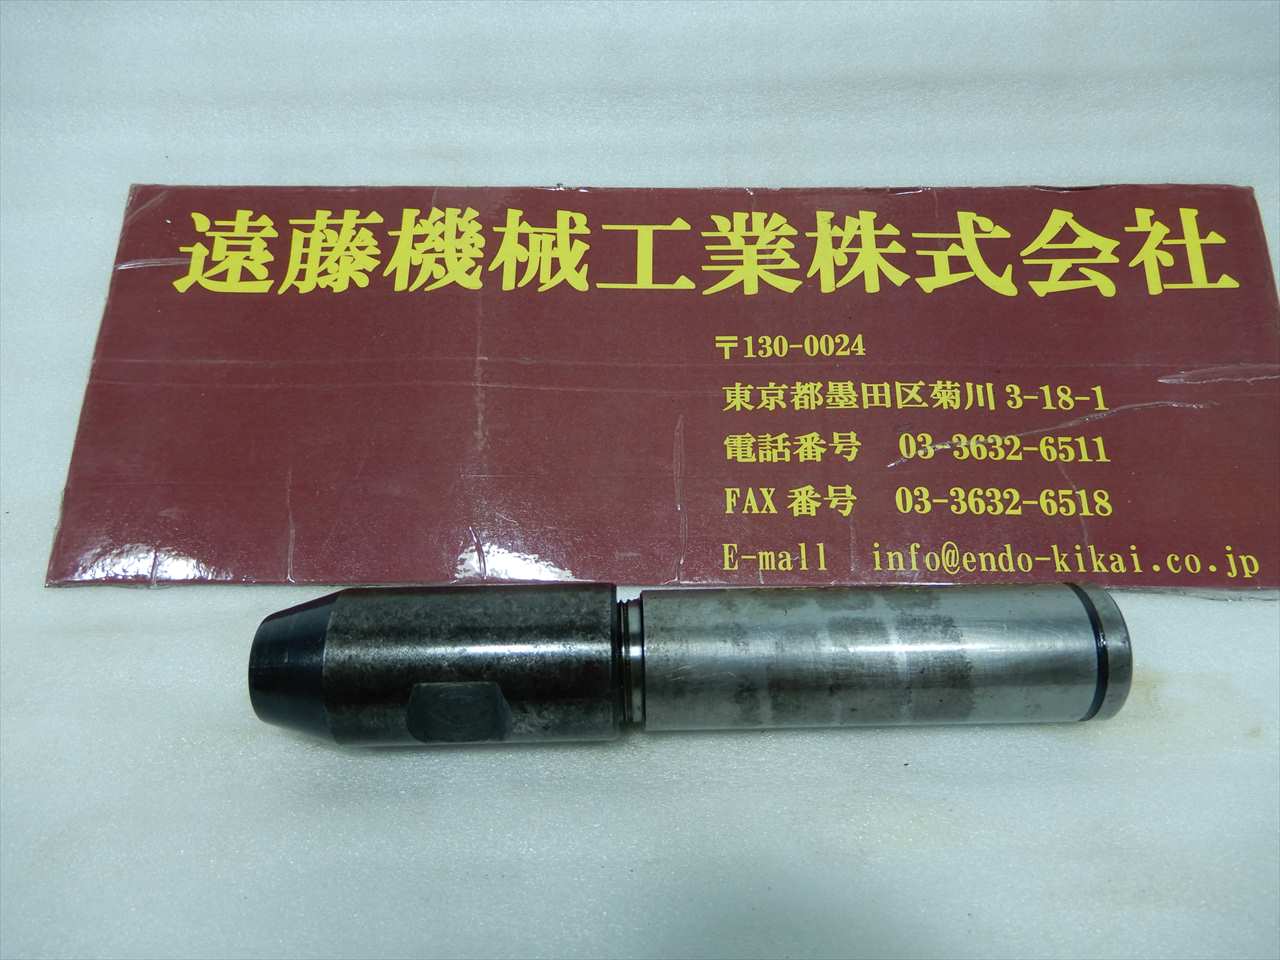 遠藤機械工業株式会社
〒130-0024
東京都墨田区菊川 3-18-1
電話番号 03-3632-6511
FAX 番号 03-3632-6518
E-mall info@endo-kikai.co.jp